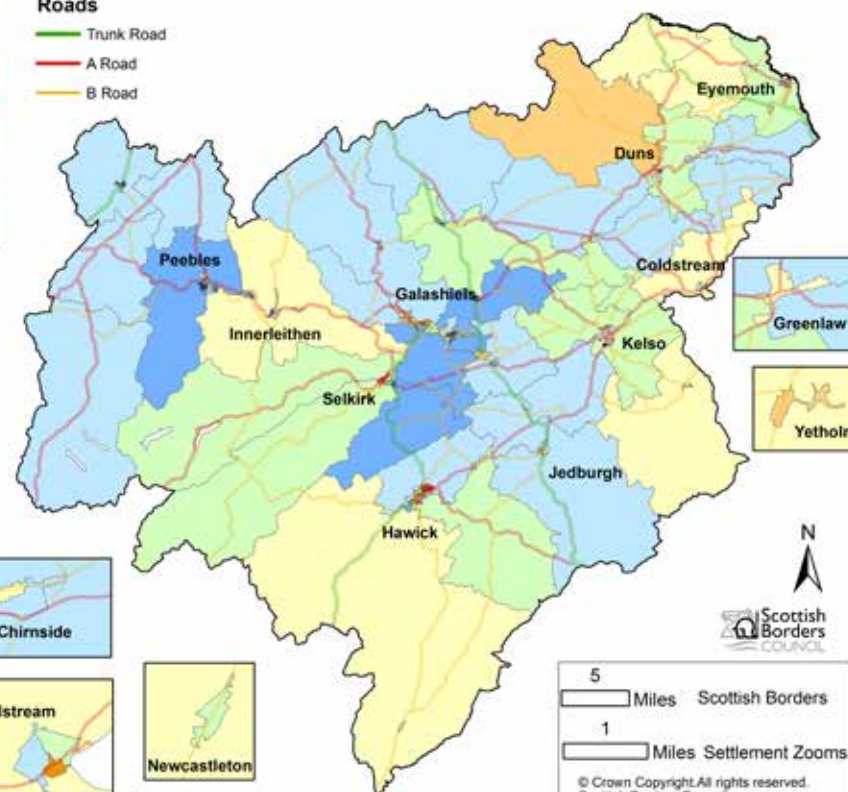 Roads
Trunk Road
A Road
B Road
Eyemouth
Duns
Peebles
Coldstream
Galashiels
Greenlaw
Innerleithen
Kelso
Selkirk
Jedburgh
Hawick
N
Scottish
Borders
COUNCIL
Chirnside
5
Miles Scottish Borders
1
Miles Settlement Zooms
Newcastleton
© Crown Copyright.All rights reserved.